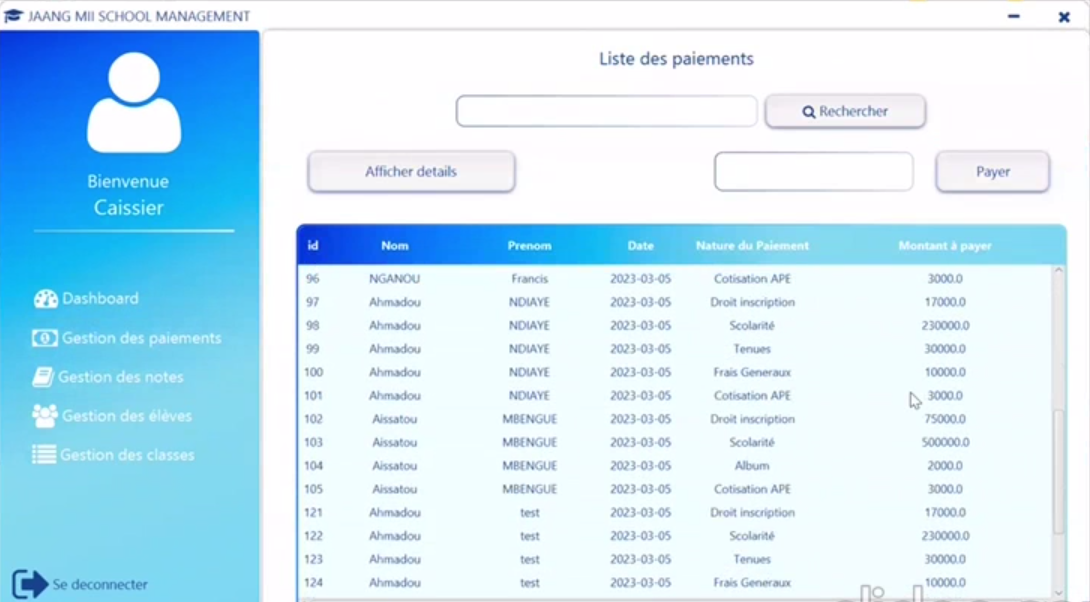 JAANG MII SCHOOL MANAGEMENT
Bienvenue
Caissier
Dashboard
Gestion des paiements
Gestion des notes
Gestion des élèves
Gestion des classes
Se deconnecter
Liste des paiements
Rechercher
Afficher details Payer
id Nom Prenom Date Nature du Paiement Montant à payer
96 NGANOU Francis 2023-03-05 Cotisation APE 3000.0
97 Ahmadou NDIAYE 2023-03-05 Droit inscription 17000.0
98 Ahmadou NDIAYE 2023-03-05 Scolarité 230000.0
99 Ahmadou NDIAYE 2023-03-05 Tenues 30000.0
100 Ahmadou NDIAYE 2023-03-05 Frais Generaux 10000.0
101 Ahmadou NDIAYE 2023-03-05 Cotisation APE 3000.0
102 Aissatou MBENGUE 2023-03-05 Droit inscription 75000.0
103 Aissatou MBENGUE 2023-03-05 Scolarité 500000.0
104 Aissatou MBENGUE 2023-03-05 Album 2000.0
105 Aissatou MBENGUE 2023-03-05 Cotisation APE 3000.0
121 Ahmadou test 2023-03-05 Droit inscription 17000.0
122 Ahmadou test 2023-03-05 Scolarité 230000.0
123 Ahmadou test 2023-03-05 Tenues 30000.0
124 Ahmadou test 2023-03-05 Frais Generaux 10000.0